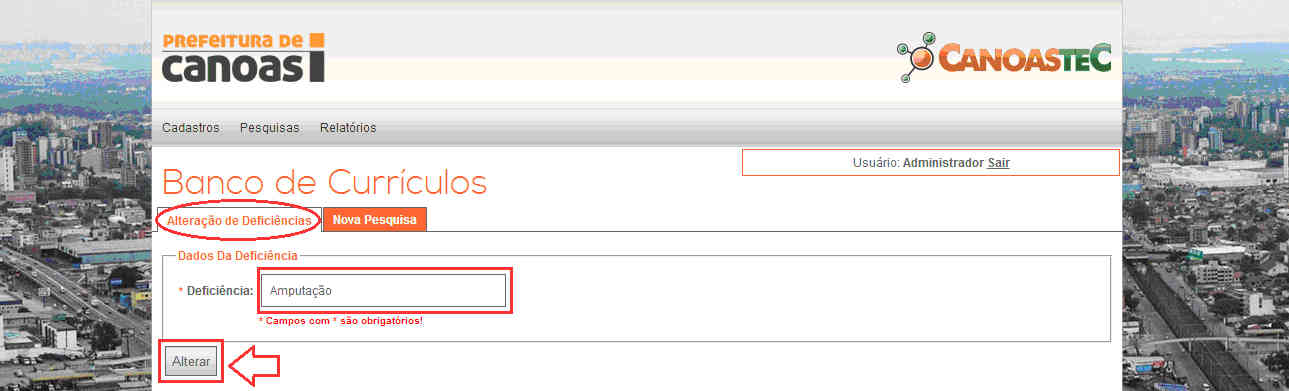 PREFEITURA DE
CANOAS
CANOASTEC
Cadastros Pesquisas Relatórios
Usuário: Administrador Sair
Banco de Currículos
Alteração de Deficiências Nova Pesquisa
Dados Da Deficiência
* Deficiência: Amputação
* Campos com * são obrigatórios!
Alterar